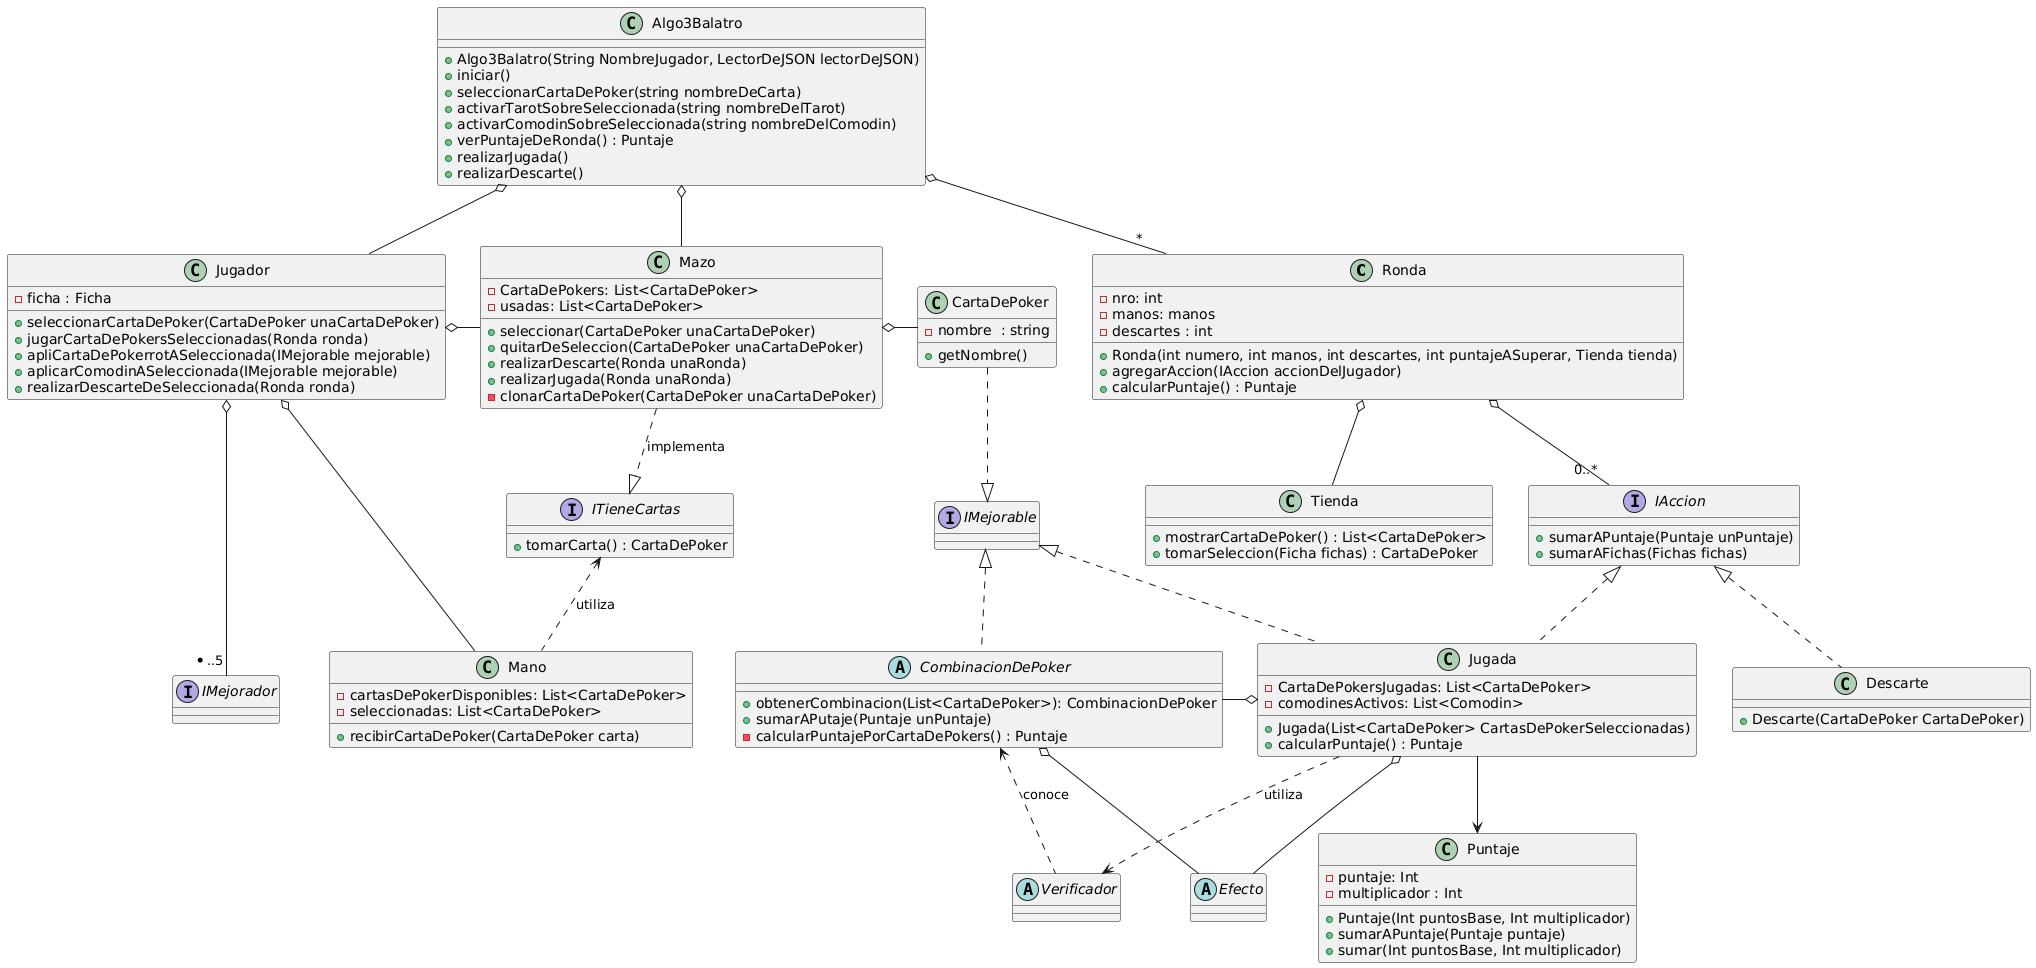 C Algo3Balatro
Algo3Balatro(String NombreJugador, LectorDeJSON lectorDeJSON)
iniciar()
seleccionarCartaDePoker(string nombreDeCarta)
activarTarotSobreSeleccionada(string nombreDelTarot)
activarComodinSobreSeleccionada(string nombreDelComodin)
verPuntajeDeRonda() : Puntaje
realizarJugada()
realizarDescarte()
*
C Jugador
ficha : Ficha
seleccionarCartaDePoker(CartaDePoker unaCartaDePoker)
jugarCartaDePokersSeleccionadas(Ronda ronda)
apliCartaDePokerrotASeleccionada(IMejorable mejorable)
aplicarComodinASeleccionada(IMejorable mejorable)
realizarDescarteDeSeleccionada(Ronda ronda)
C Mazo
CartaDePokers: List<CartaDePoker>
usadas: List<CartaDePoker>
seleccionar(CartaDePoker unaCartaDePoker)
quitarDeSeleccion(CartaDePoker unaCartaDePoker)
realizarDescarte(Ronda unaRonda)
realizarJugada(Ronda unaRonda)
clonarCartaDePoker(CartaDePoker unaCartaDePoker)
C CartaDePoker
nombre : string
getNombre()
C Ronda
nro: int
manos: manos
descartes : int
Ronda(int numero, int manos, int descartes, int puntajeASuperar, Tienda tienda)
agregarAccion(IAccion accionDelJugador)
calcularPuntaje() : Puntaje
implementa
0..*
I ITieneCartas
tomarCarta() : CartaDePoker
I IMejorable
C Tienda
mostrarCartaDePoker() : List<CartaDePoker>
tomarSeleccion(Ficha fichas) : CartaDePoker
I IAccion
sumarAPuntaje(Puntaje unPuntaje)
sumarAFichas(Fichas fichas)
utiliza
•..5
I IMejorador
C Mano
cartasDePokerDisponibles: List<CartaDePoker>
seleccionadas: List<CartaDePoker>
recibirCartaDePoker(CartaDePoker carta)
A CombinacionDePoker
obtenerCombinacion(List<CartaDePoker>): CombinacionDePoker
sumarAPutaje(Puntaje unPuntaje)
calcularPuntajePorCartaDePokers() : Puntaje
C Jugada
CartaDePokersJugadas: List<CartaDePoker>
comodinesActivos: List<Comodin>
Jugada(List<CartaDePoker> CartasDePokerSeleccionadas)
calcularPuntaje() : Puntaje
C Descarte
Descarte(CartaDePoker CartaDePoker)
conoce
utiliza
A Verificador
A Efecto
C Puntaje
puntaje: Int
multiplicador : Int
Puntaje(Int puntosBase, Int multiplicador)
sumarAPuntaje(Puntaje puntaje)
sumar(Int puntosBase, Int multiplicador)